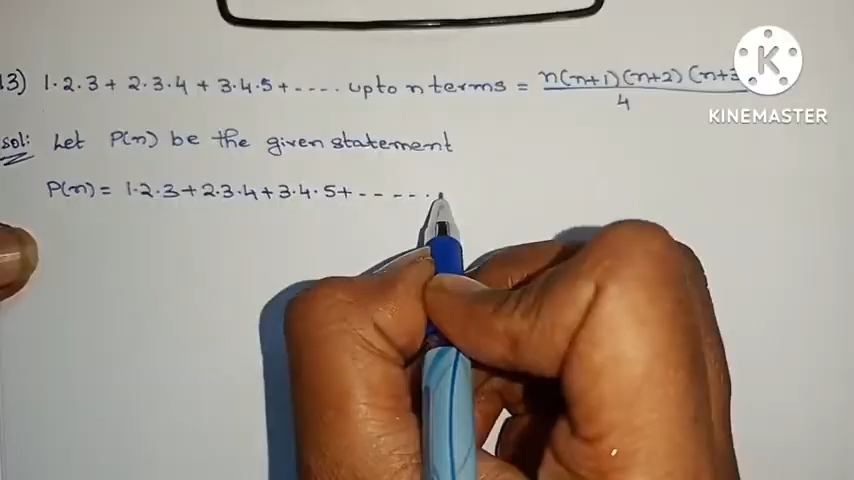 13) 1·2·3 + 2·3·4 + 3·4·5 + ---- upto n terms = n(n+1)(n+2)(n+3 / 4
KINEMASTER
Sol: Let P(n) be the given statement
P(n) = 1·2·3 + 2·3·4 + 3·4·5 + ------